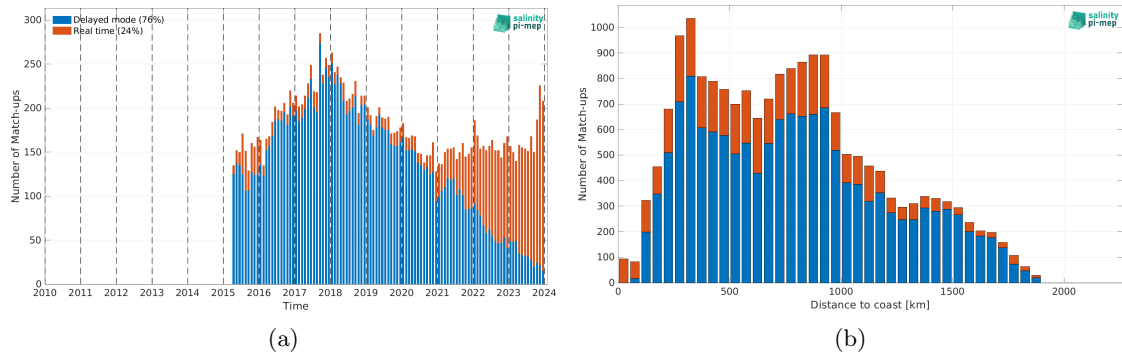 Delayed mode (76%)
Real time (24%)
salinity
pi-mep
Number of Match-ups
300
250
200
150
100
50
0
2010 2011 2012 2013 2014 2015 2016 2017 2018 2019 2020 2021 2022 2023 2024
Time
(a)
salinity
pi-mep
Number of Match-ups
1000
900
800
700
600
500
400
300
200
100
0
0 500 1000 1500 2000
Distance to coast [km]
(b)